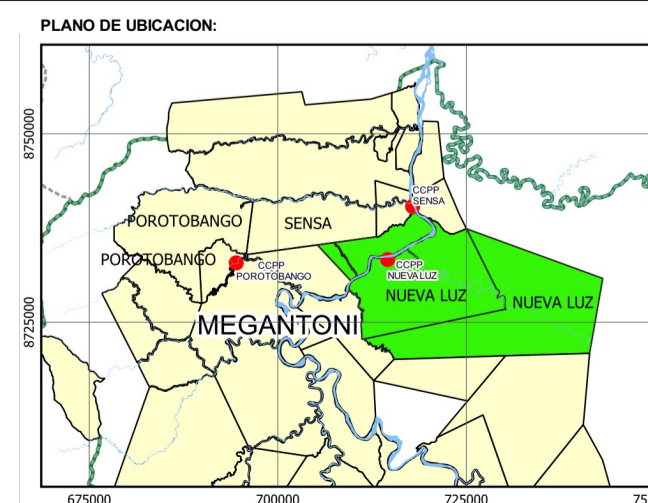 PLANO DE UBICACION:
8750000
CCPP
SENSA
POROTOBANGO
SENSA
POROTOBANGO
CCPP
POROTOBANGO
CCPP
NUEVA LUZ
NUEVA LUZ
NUEVA LUZ
8725000
MEGANTONI
675000
700000
725000